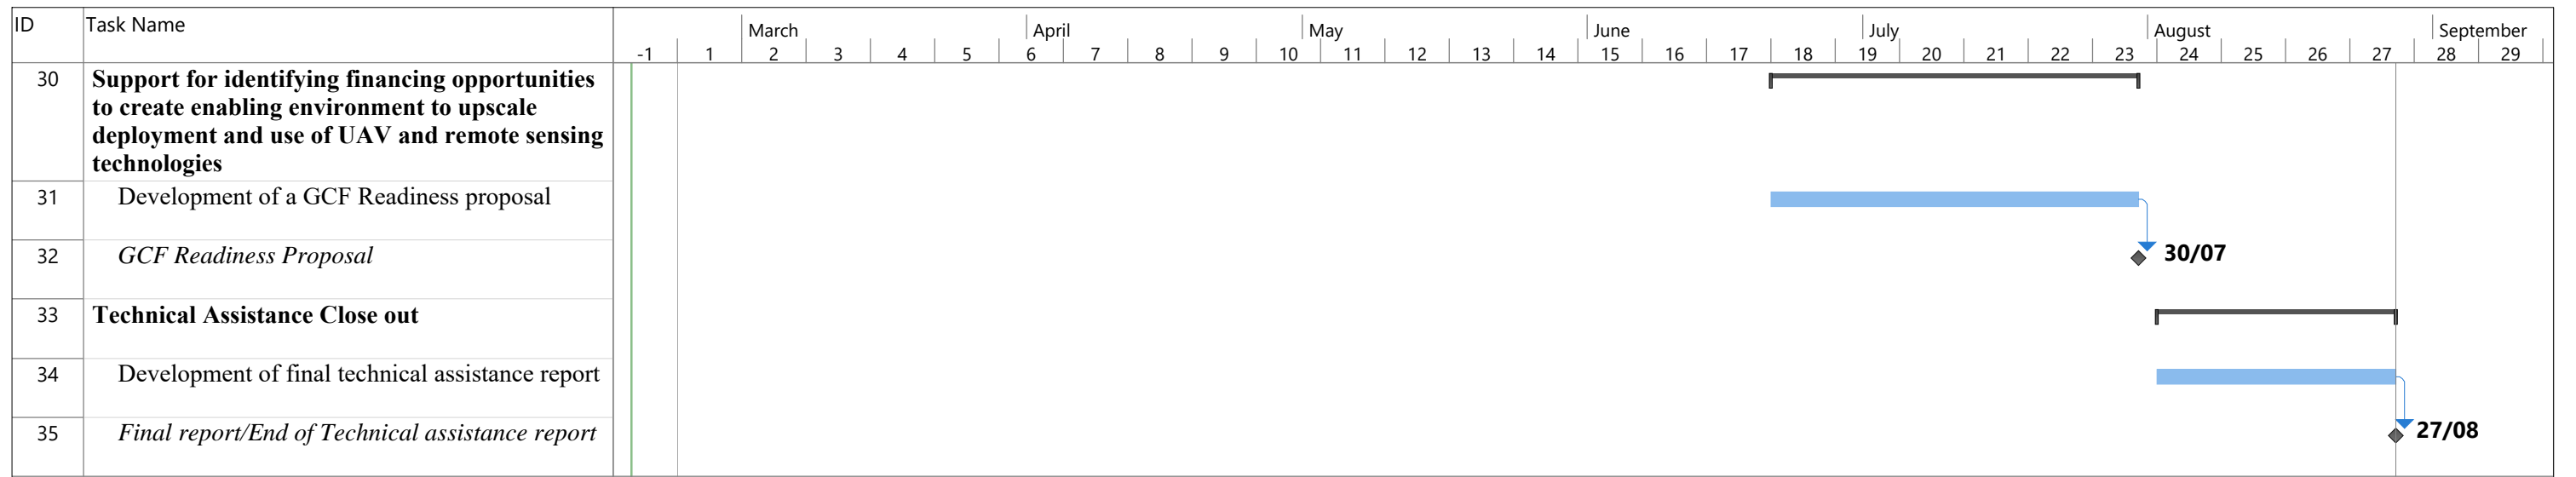 ID Task Name
March April May June July August September
-1 1 2 3 4 5 6 7 8 9 10 11 12 13 14 15 16 17 18 19 20 21 22 23 24 25 26 27 28 29
30 Support for identifying financing opportunities
to create enabling environment to upscale
deployment and use of UAV and remote sensing
technologies
31 Development of a GCF Readiness proposal
32 GCF Readiness Proposal 30/07
33 Technical Assistance Close out
34 Development of final technical assistance report
35 Final report/End of Technical assistance report 27/08